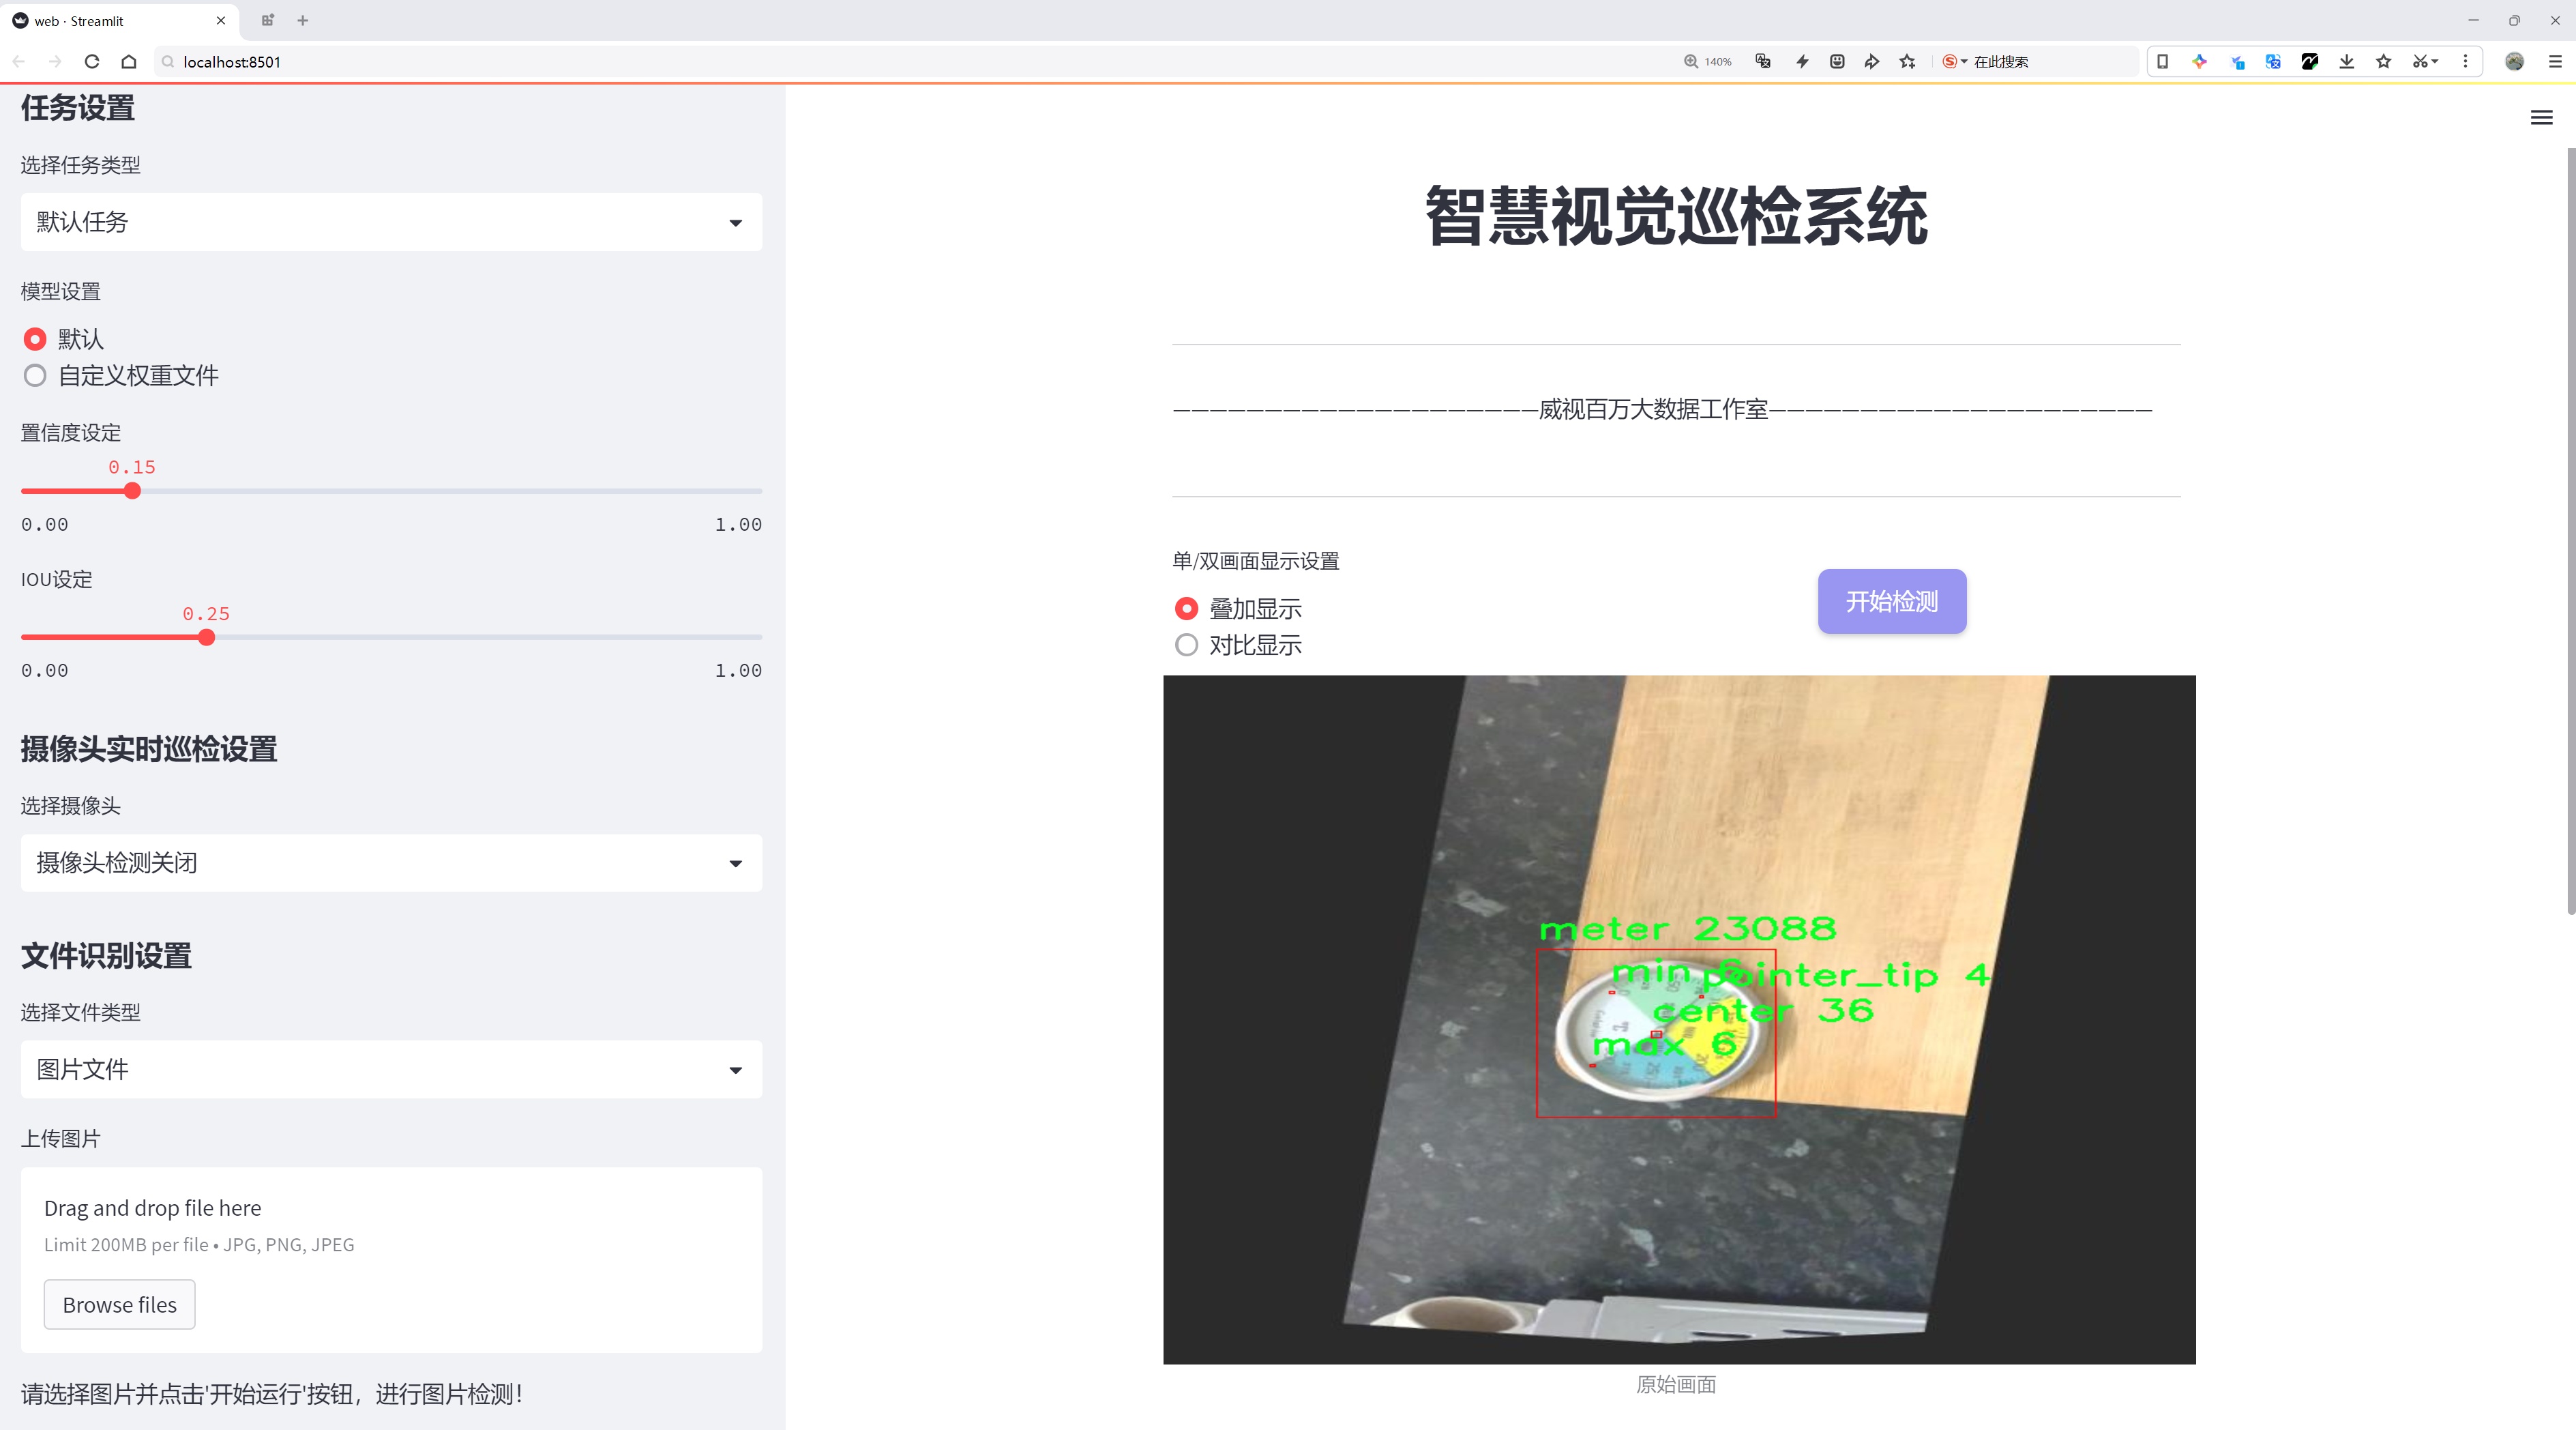 web · Streamlit
localhost:8501
140%
在此搜索
任务设置
选择任务类型
默认任务
模型设置
默认
自定义权重文件
置信度设定
0.15
0.00
1.00
IOU设定
0.25
0.00
1.00
摄像头实时巡检设置
选择摄像头
摄像头检测关闭
文件识别设置
选择文件类型
图片文件
上传图片
Drag and drop file here
Limit 200MB per file • JPG, PNG, JPEG
Browse files
请选择图片并点击'开始运行'按钮，进行图片检测！
智慧视觉巡检系统
————————————————————威视百万大数据工作室—————————————————————
单/双画面显示设置
叠加显示
对比显示
开始检测
meter 23088
min 6
pointer_tip 4
center 36
max 6
原始画面